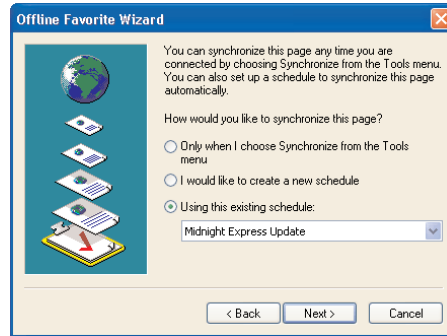 Offline Favorite Wizard
You can synchronize this page any time you are
connected by choosing Synchronize from the Tools menu.
You can also set up a schedule to synchronize this page
automatically.
How would you like to synchronize this page?
Only when I choose Synchronize from the Tools
menu
I would like to create a new schedule
Using this existing schedule:
Midnight Express Update
< Back
Next >
Cancel